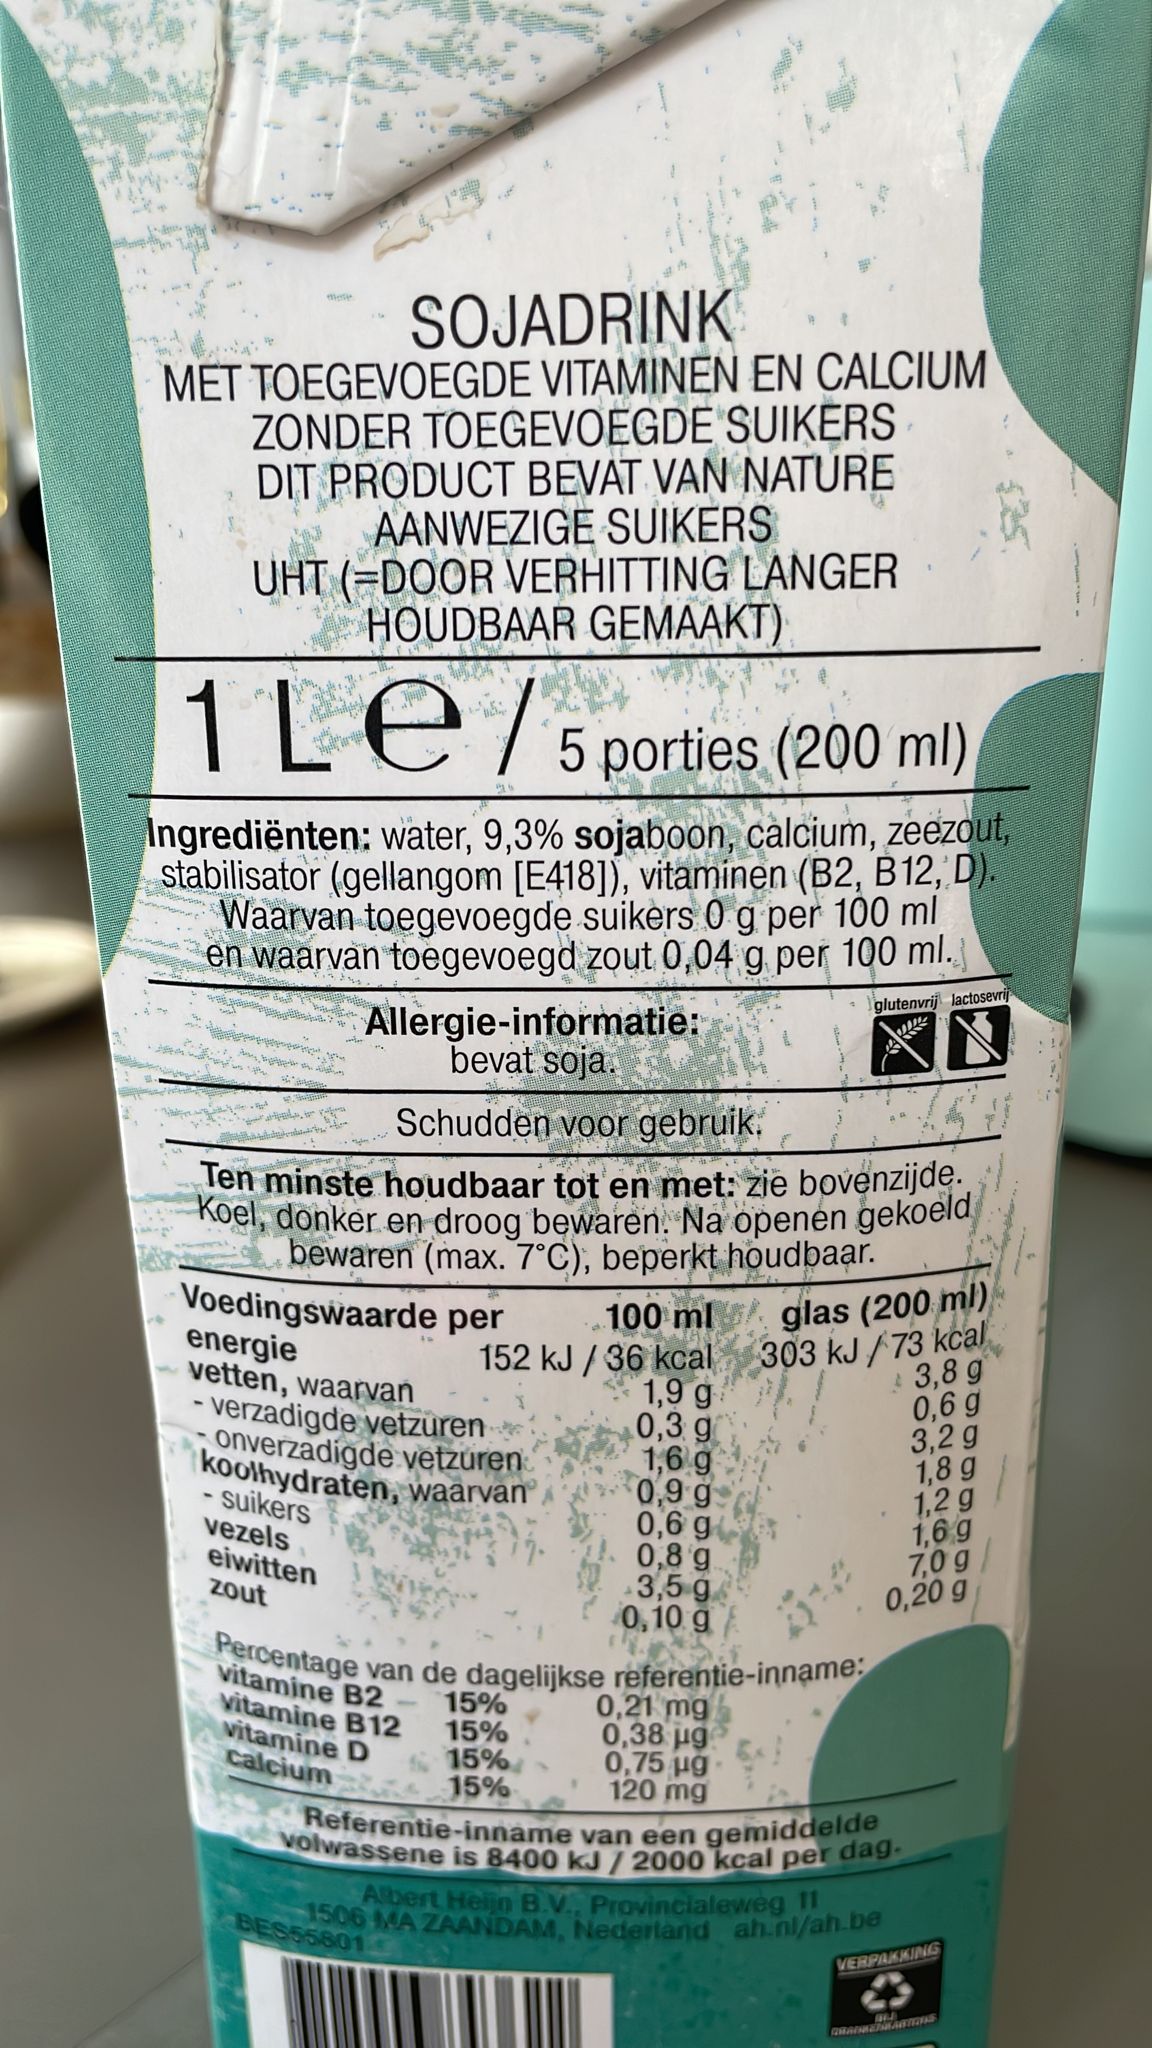 SOJADRINK
MET TOEGEVOEGDE VITAMINEN EN CALCIUM
ZONDER TOEGEVOEGDE SUIKERS
DIT PRODUCT BEVAT VAN NATURE
AANWEZIGE SUIKERS
UHT (=DOOR VERHITTING LANGER
HOUDBAAR GEMAAKT)
1 L e / 5 porties (200 ml)
Ingrediënten: water, 9,3% sojaboon, calcium, zeezout,
stabilisator (gellangom [E418]), vitaminen (B2, B12, D).
Waarvan toegevoegde suikers 0 g per 100 ml
en waarvan toegevoegd zout 0,04 g per 100 ml.
glutenvrij lactosevrij
Allergie-informatie:
bevat soja.
Schudden voor gebruik.
Ten minste houdbaar tot en met: zie bovenzijde.
Koel, donker en droog bewaren. Na openen gekoeld
bewaren (max. 7°C), beperkt houdbaar.
Voedingswaarde per 100 ml glas (200 ml)
energie 152 kJ / 36 kcal 303 kJ / 73 kcal
vetten, waarvan 1,9 g 3,8 g
- verzadigde vetzuren 0,3 g 0,6 g
- onverzadigde vetzuren 1,6 g 3,2 g
koolhydraten, waarvan 0,9 g 1,8 g
- suikers 0,6 g 1,2 g
vezels 0,8 g 1,6 g
eiwitten 3,5 g 7,0 g
zout 0,10 g 0,20 g
Percentage van de dagelijkse referentie-inname:
vitamine B2 15% 0,21 mg
vitamine B12 15% 0,38 µg
vitamine D 15% 0,75 µg
calcium 15% 120 mg
Referentie-inname van een gemiddelde
volwassene is 8400 kJ / 2000 kcal per dag.
Albert Heijn B.V., Provincialeweg 11
1506 MA ZAANDAM, Nederland ah.nl/ah.be
VERPAKKING
BIJ